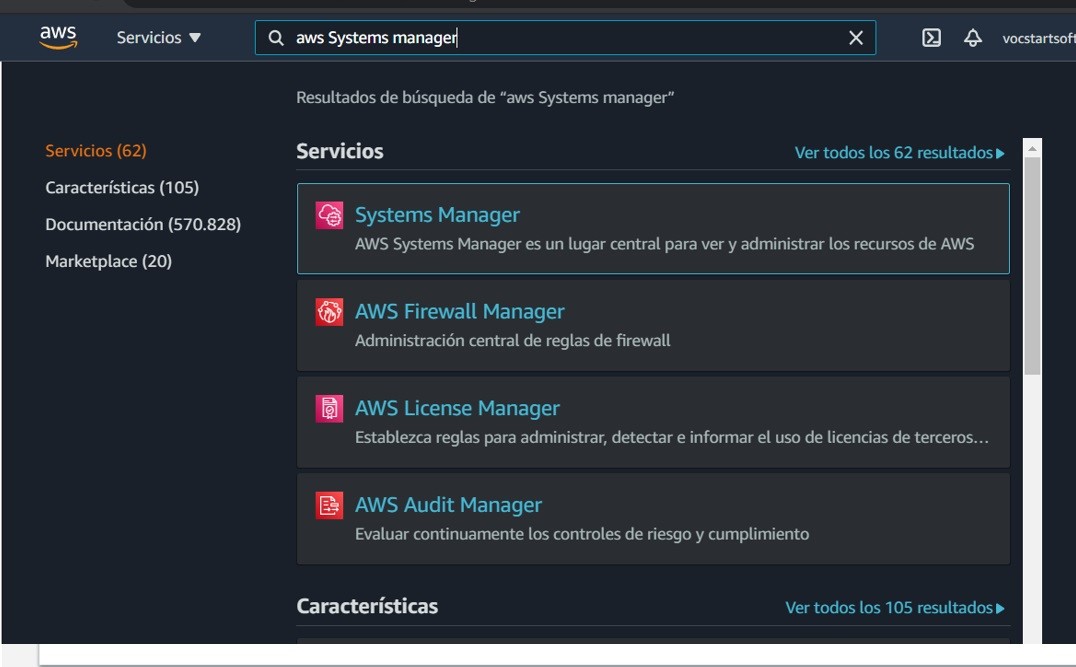 aws
Servicios ▼
aws Systems manager
vocstartsoft
Resultados de búsqueda de “aws Systems manager”
Servicios (62)
Características (105)
Documentación (570.828)
Marketplace (20)
Servicios
Ver todos los 62 resultados
Systems Manager
AWS Systems Manager es un lugar central para ver y administrar los recursos de AWS
AWS Firewall Manager
Administración central de reglas de firewall
AWS License Manager
Establezca reglas para administrar, detectar e informar el uso de licencias de terceros…
AWS Audit Manager
Evaluar continuamente los controles de riesgo y cumplimiento
Características
Ver todos los 105 resultados